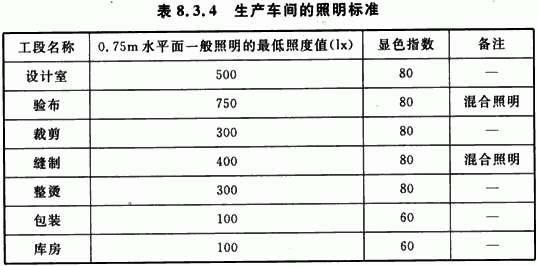 表 8.3.4 生产车间的照明标准
工段名称 0.75m 水平面一般照明的最低照度值(lx) 显色指数 备注
设计室 500 80 —
验布 750 80 混合照明
裁剪 300 80 —
缝制 400 80 混合照明
整烫 300 80 —
包装 100 60 —
库房 100 60 —